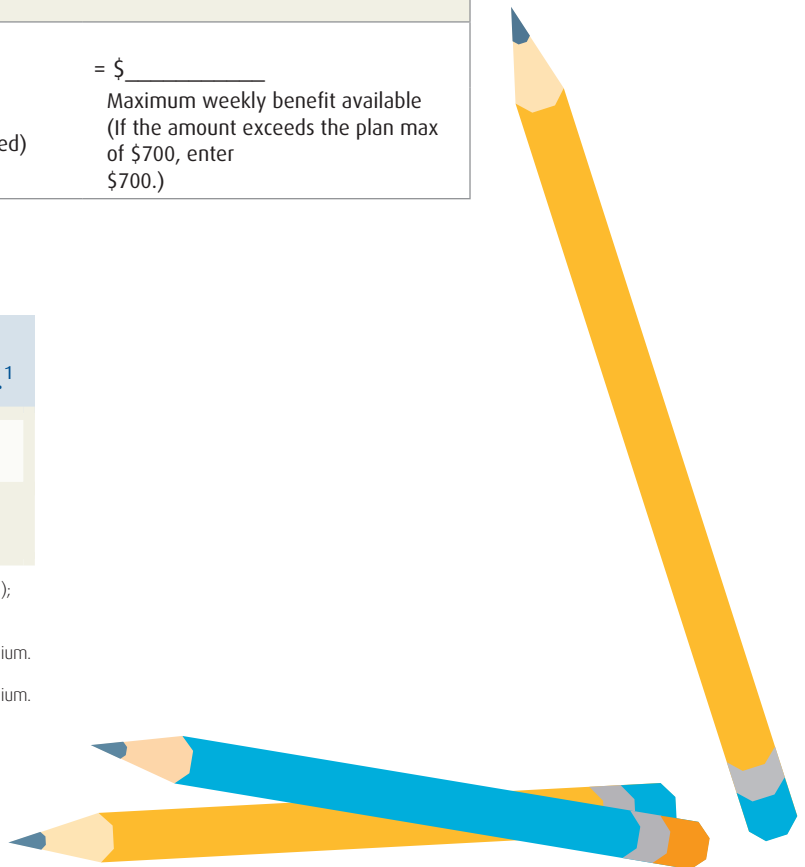 = $___________
Maximum weekly benefit available
(If the amount exceeds the plan max
ed)
of $700, enter
$700.)
1
);
ium.
ium.